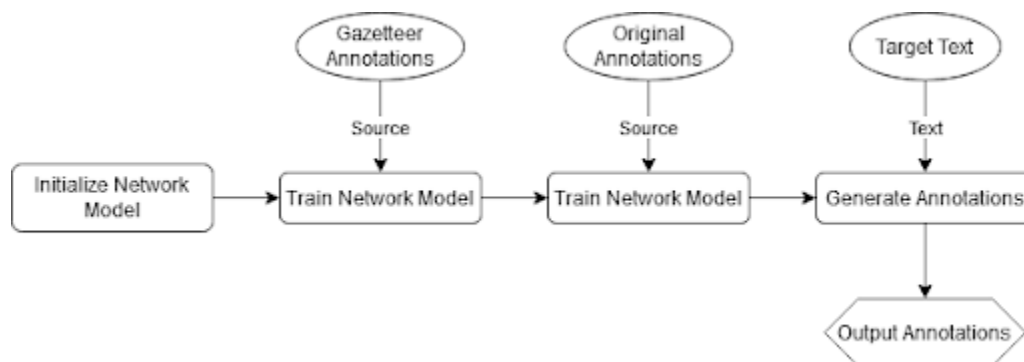 Gazetteer
Annotations
Original
Annotations
Target Text
Source
Source
Text
Initialize Network
Model
Train Network Model
Train Network Model
Generate Annotations
Output Annotations